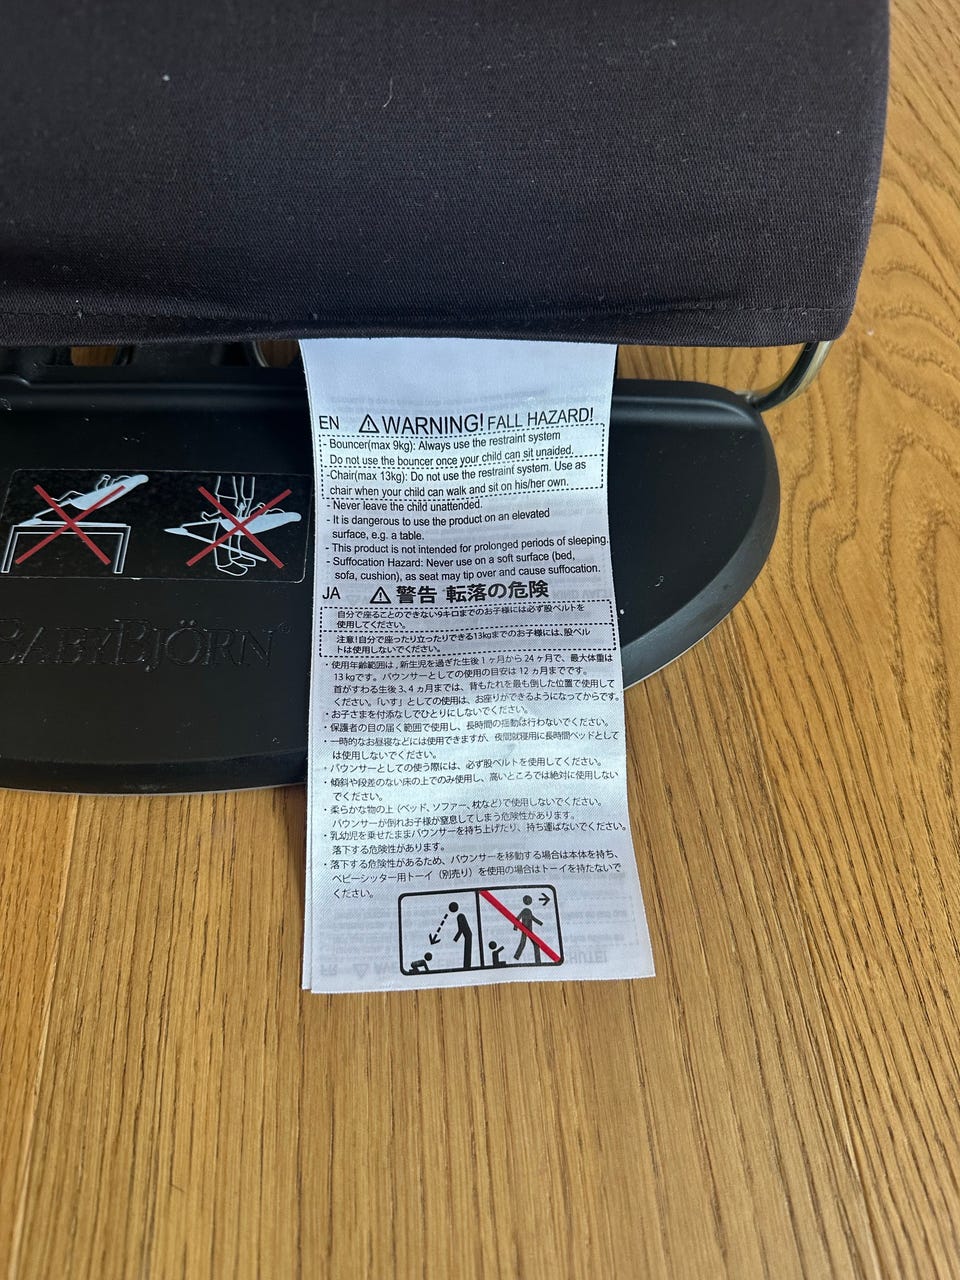 EN ⚠ WARNING! FALL HAZARD!
- Bouncer(max 9kg): Always use the restraint system
Do not use the bouncer once your child can sit unaided.
-Chair(max 13kg): Do not use the restraint system. Use as
chair when your child can walk and sit on his/her own.
- Never leave the child unattended.
- It is dangerous to use the product on an elevated
surface, e.g. a table.
- This product is not intended for prolonged periods of sleeping.
- Suffocation Hazard: Never use on a soft surface (bed,
sofa, cushion), as seat may tip over and cause suffocation.
JA ⚠ 警告 転落の危険
自分で座ることのできない9キロまでのお子様には必ず股ベルトを
使用してください。
注意!自分で座ったり立ったりできる13kgまでのお子様には、股ベル
トは使用しないでください。
・使用年齢範囲は , 新生児を過ぎた生後 1 ヶ月から 24 ヶ月で、最大体重は
13 kgです。バウンサーとしての使用の目安は 12 ヵ月までです。
首がすわる生後 3、4 ヵ月までは、背もたれを最も倒した位置で使用して
ください。「いす」としての使用は、お座りができるようになってからです。
・お子さまを付添なしでひとりにしないでください。
・保護者の目の届く範囲で使用し、長時間の揺動は行わないでください。
・一時的なお昼寝などには使用できますが、夜間就寝用に長時間ベッドとして
は使用しないでください。
・バウンサーとしての使う際には、必ず股ベルトを使用してください。
・傾斜や段差のない床の上でのみ使用し、高いところでは絶対に使用しない
でください。
・柔らかな物の上 (ベッド、ソファー、枕など) で使用しないでください。
バウンサーが倒れお子様が窒息してしまう危険性があります。
・乳幼児を乗せたままバウンサーを持ち上げたり、持ち運ばないでください。
落下する危険性があります。
・落下する危険性があるため、バウンサーを移動する場合は本体を持ち、
ベビーシッター用トーイ（別売り）を使用の場合はトーイを持たないで
ください。
BABYBJÖRN®